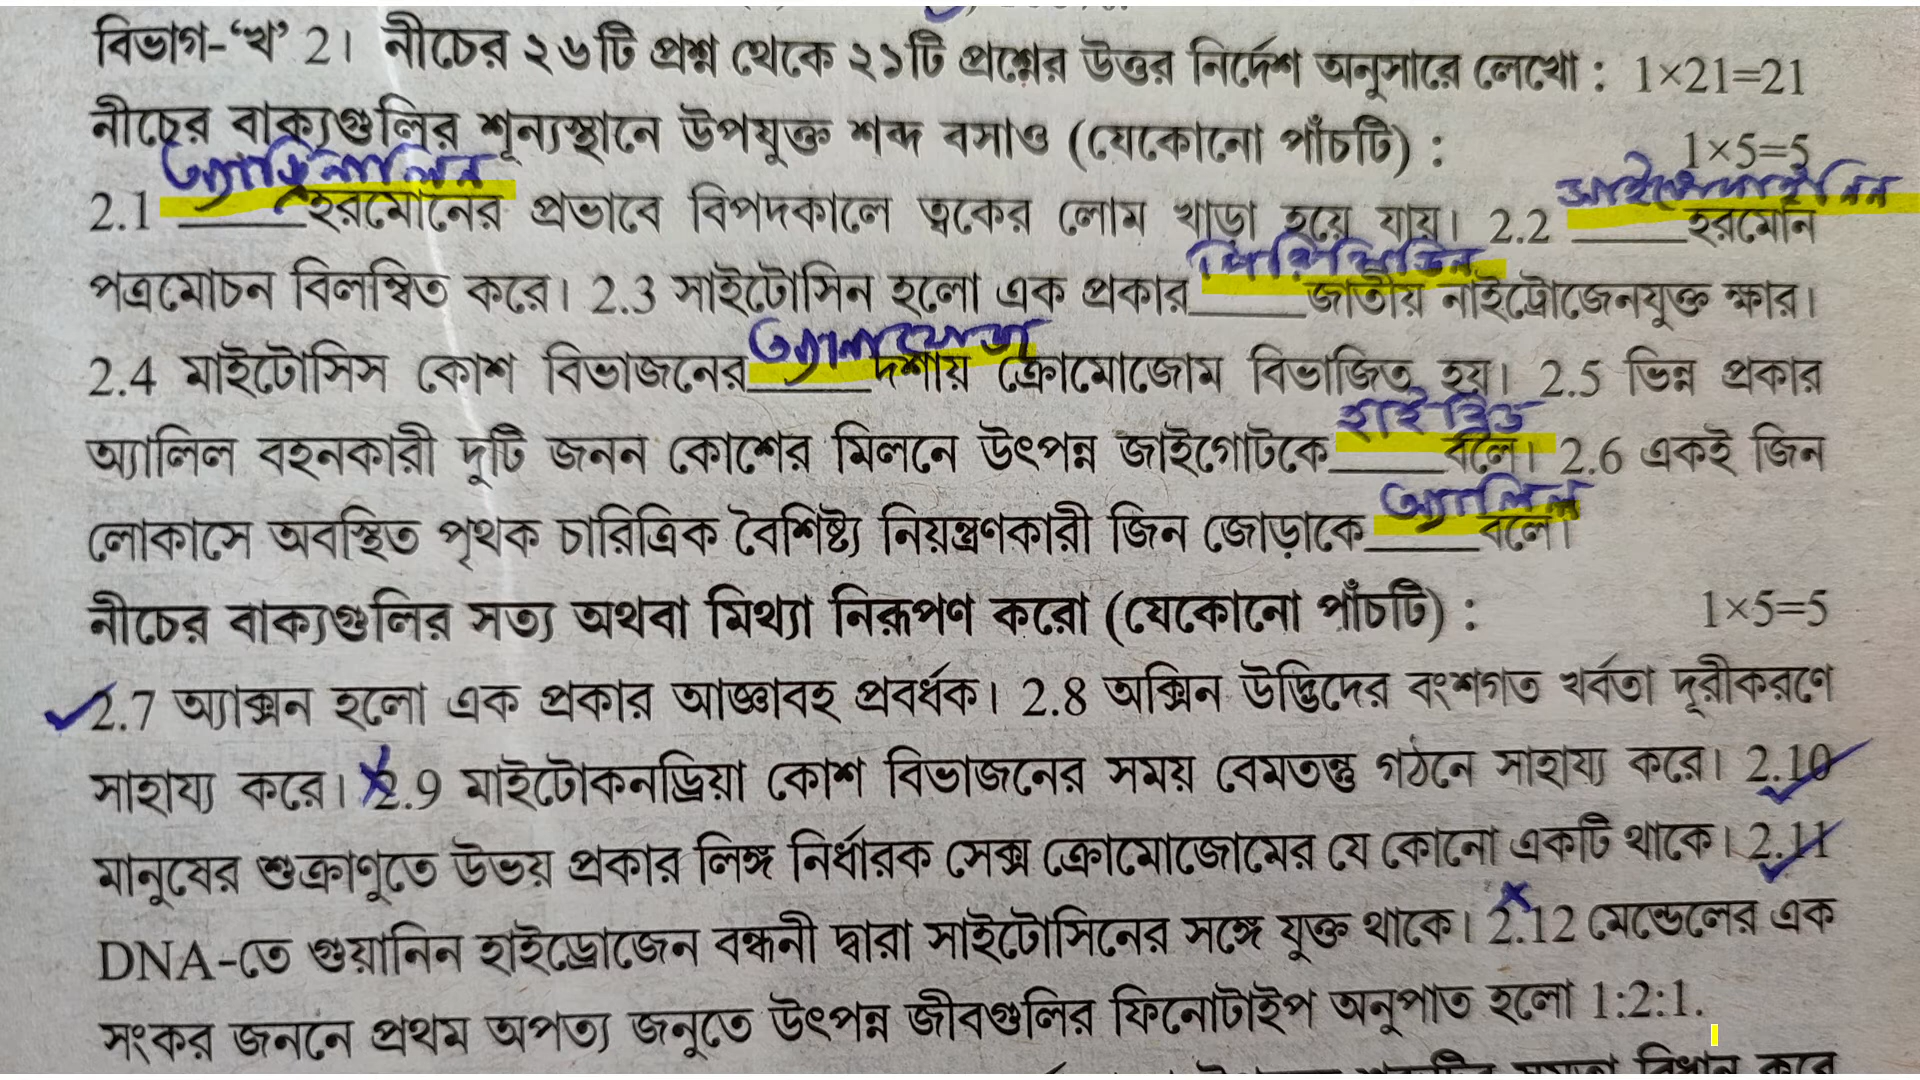 বিভাগ-‘খ’ 2। নীচের ২৬টি প্রশ্ন থেকে ২১টি প্রশ্নের উত্তর নির্দেশ অনুসারে লেখো : 1×21=21
নীচের বাক্যগুলির শূন্যস্থানে উপযুক্ত শব্দ বসাও (যেকোনো পাঁচটি) : 1×5=5
অ্যাড্রিনালিন সাইটোকাইনিন
2.1 ____হরমোনের প্রভাবে বিপদকালে ত্বকের লোম খাড়া হয়ে যায়। 2.2 ____হরমোন
পিরিমিডিন
পত্রমোচন বিলম্বিত করে। 2.3 সাইটোসিন হলো এক প্রকার____জাতীয় নাইট্রোজেনযুক্ত ক্ষার।
অ্যানাফেজ
2.4 মাইটোসিস কোশ বিভাজনের____দশায় ক্রোমোজোম বিভাজিত হয়। 2.5 ভিন্ন প্রকার
হাইব্রিড
অ্যালিল বহনকারী দুটি জনন কোশের মিলনে উৎপন্ন জাইগোটকে____বলে। 2.6 একই জিন
অ্যালিল
লোকাসে অবস্থিত পৃথক চারিত্রিক বৈশিষ্ট্য নিয়ন্ত্রণকারী জিন জোড়াকে____বলে।
নীচের বাক্যগুলির সত্য অথবা মিথ্যা নিরূপণ করো (যেকোনো পাঁচটি) : 1×5=5
2.7 অ্যাক্সন হলো এক প্রকার আজ্ঞাবহ প্রবর্ধক। 2.8 অক্সিন উদ্ভিদের বংশগত খর্বতা দূরীকরণে
সাহায্য করে। 2.9 মাইটোকনড্রিয়া কোশ বিভাজনের সময় বেমতন্তু গঠনে সাহায্য করে। 2.10
মানুষের শুক্রাণুতে উভয় প্রকার লিঙ্গ নির্ধারক সেক্স ক্রোমোজোমের যে কোনো একটি থাকে। 2.11
DNA-তে গুয়ানিন হাইড্রোজেন বন্ধনী দ্বারা সাইটোসিনের সঙ্গে যুক্ত থাকে। 2.12 মেন্ডেলের এক
সংকর জননে প্রথম অপত্য জনুতে উৎপন্ন জীবগুলির ফিনোটাইপ অনুপাত হলো 1:2:1.